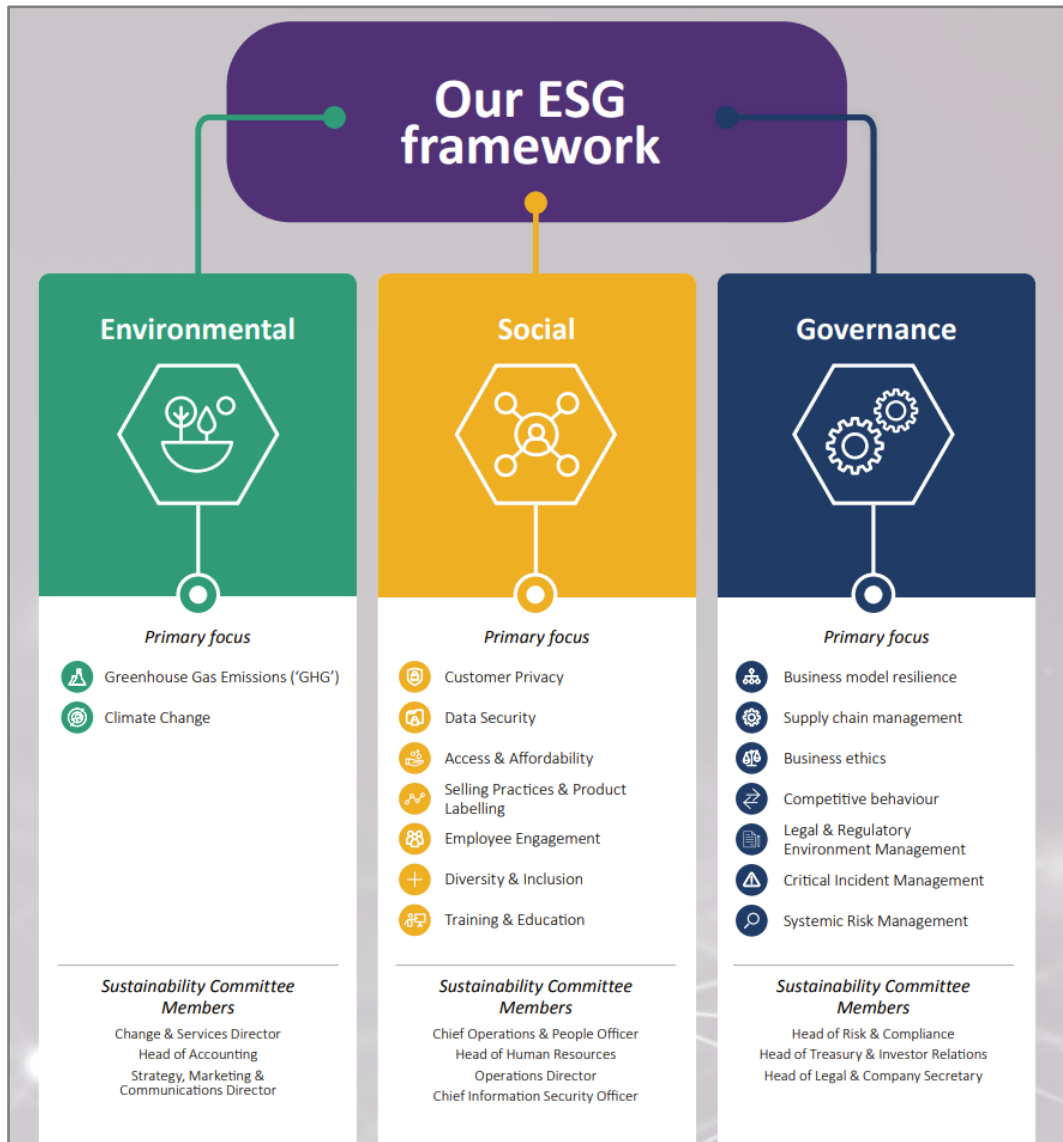 Our ESG
framework
Environmental
Primary focus
Greenhouse Gas Emissions (‘GHG’)
Climate Change
Sustainability Committee
Members
Change & Services Director
Head of Accounting
Strategy, Marketing &
Communications Director
Social
Primary focus
Customer Privacy
Data Security
Access & Affordability
Selling Practices & Product
Labelling
Employee Engagement
Diversity & Inclusion
Training & Education
Sustainability Committee
Members
Chief Operations & People Officer
Head of Human Resources
Operations Director
Chief Information Security Officer
Governance
Primary focus
Business model resilience
Supply chain management
Business ethics
Competitive behaviour
Legal & Regulatory
Environment Management
Critical Incident Management
Systemic Risk Management
Sustainability Committee
Members
Head of Risk & Compliance
Head of Treasury & Investor Relations
Head of Legal & Company Secretary